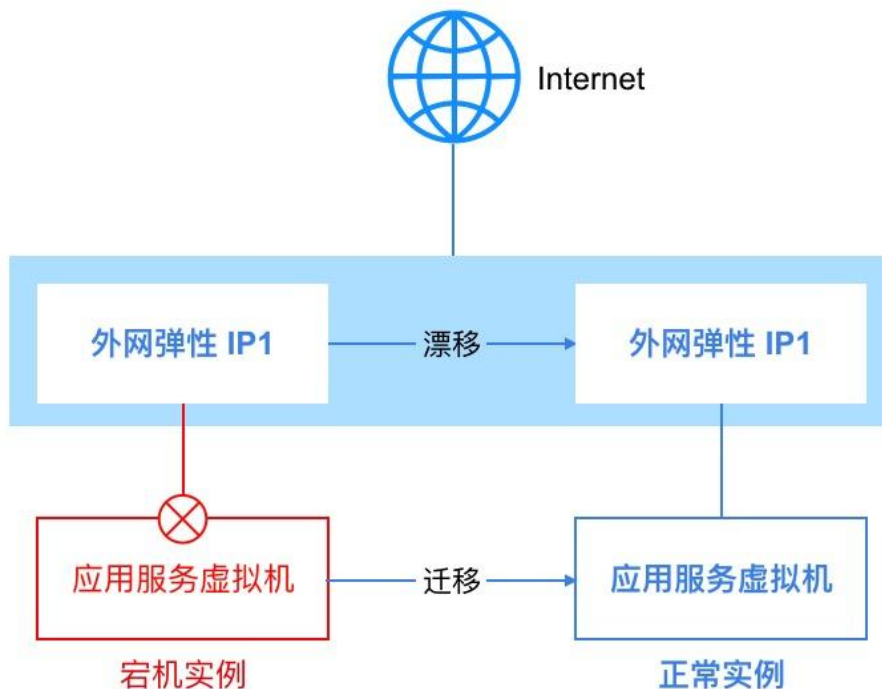 Internet
外网弹性 IP1
漂移
外网弹性 IP1
应用服务虚拟机
迁移
应用服务虚拟机
宕机实例
正常实例